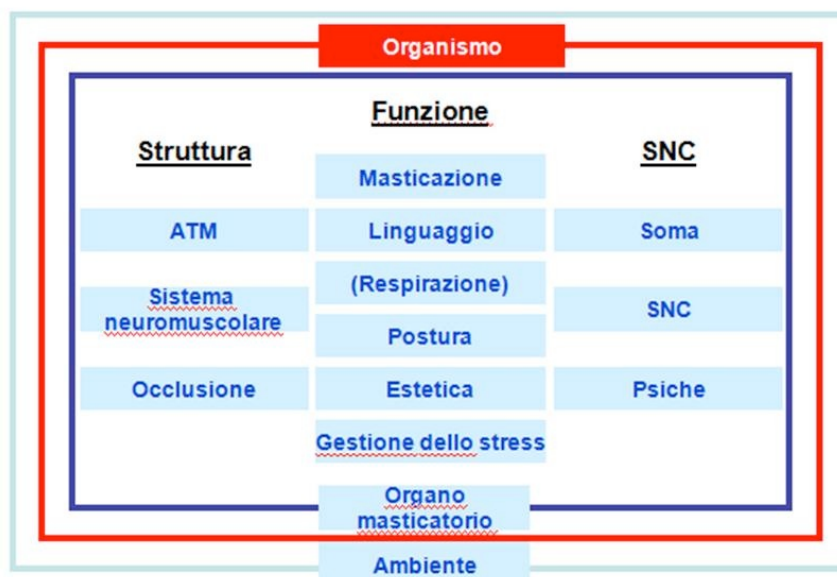 Organismo
Funzione
Struttura
SNC
Masticazione
ATM
Linguaggio
Soma
(Respirazione)
Sistema
neuromuscolare
SNC
Postura
Occlusione
Estetica
Psiche
Gestione dello stress
Organo
masticatorio
Ambiente